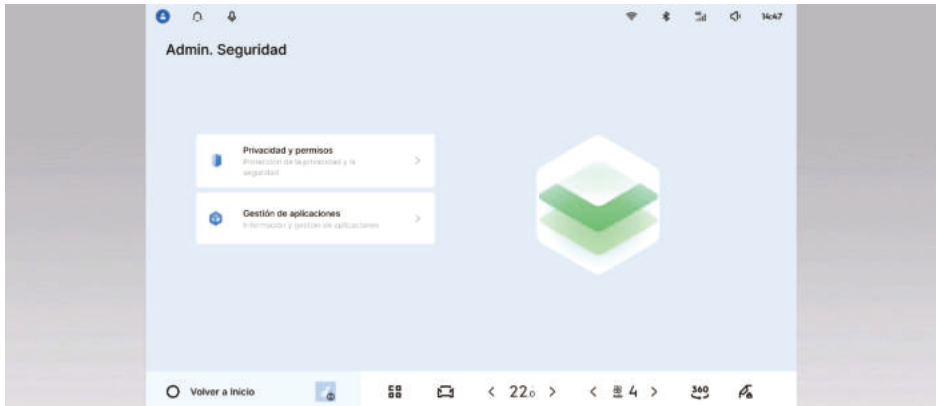 14:47
Admin. Seguridad
Privacidad y permisos
Protección de la privacidad y la
seguridad
Gestión de aplicaciones
Información y gestión de aplicaciones
Volver a Inicio
< 22.0 >
< 4 >
360